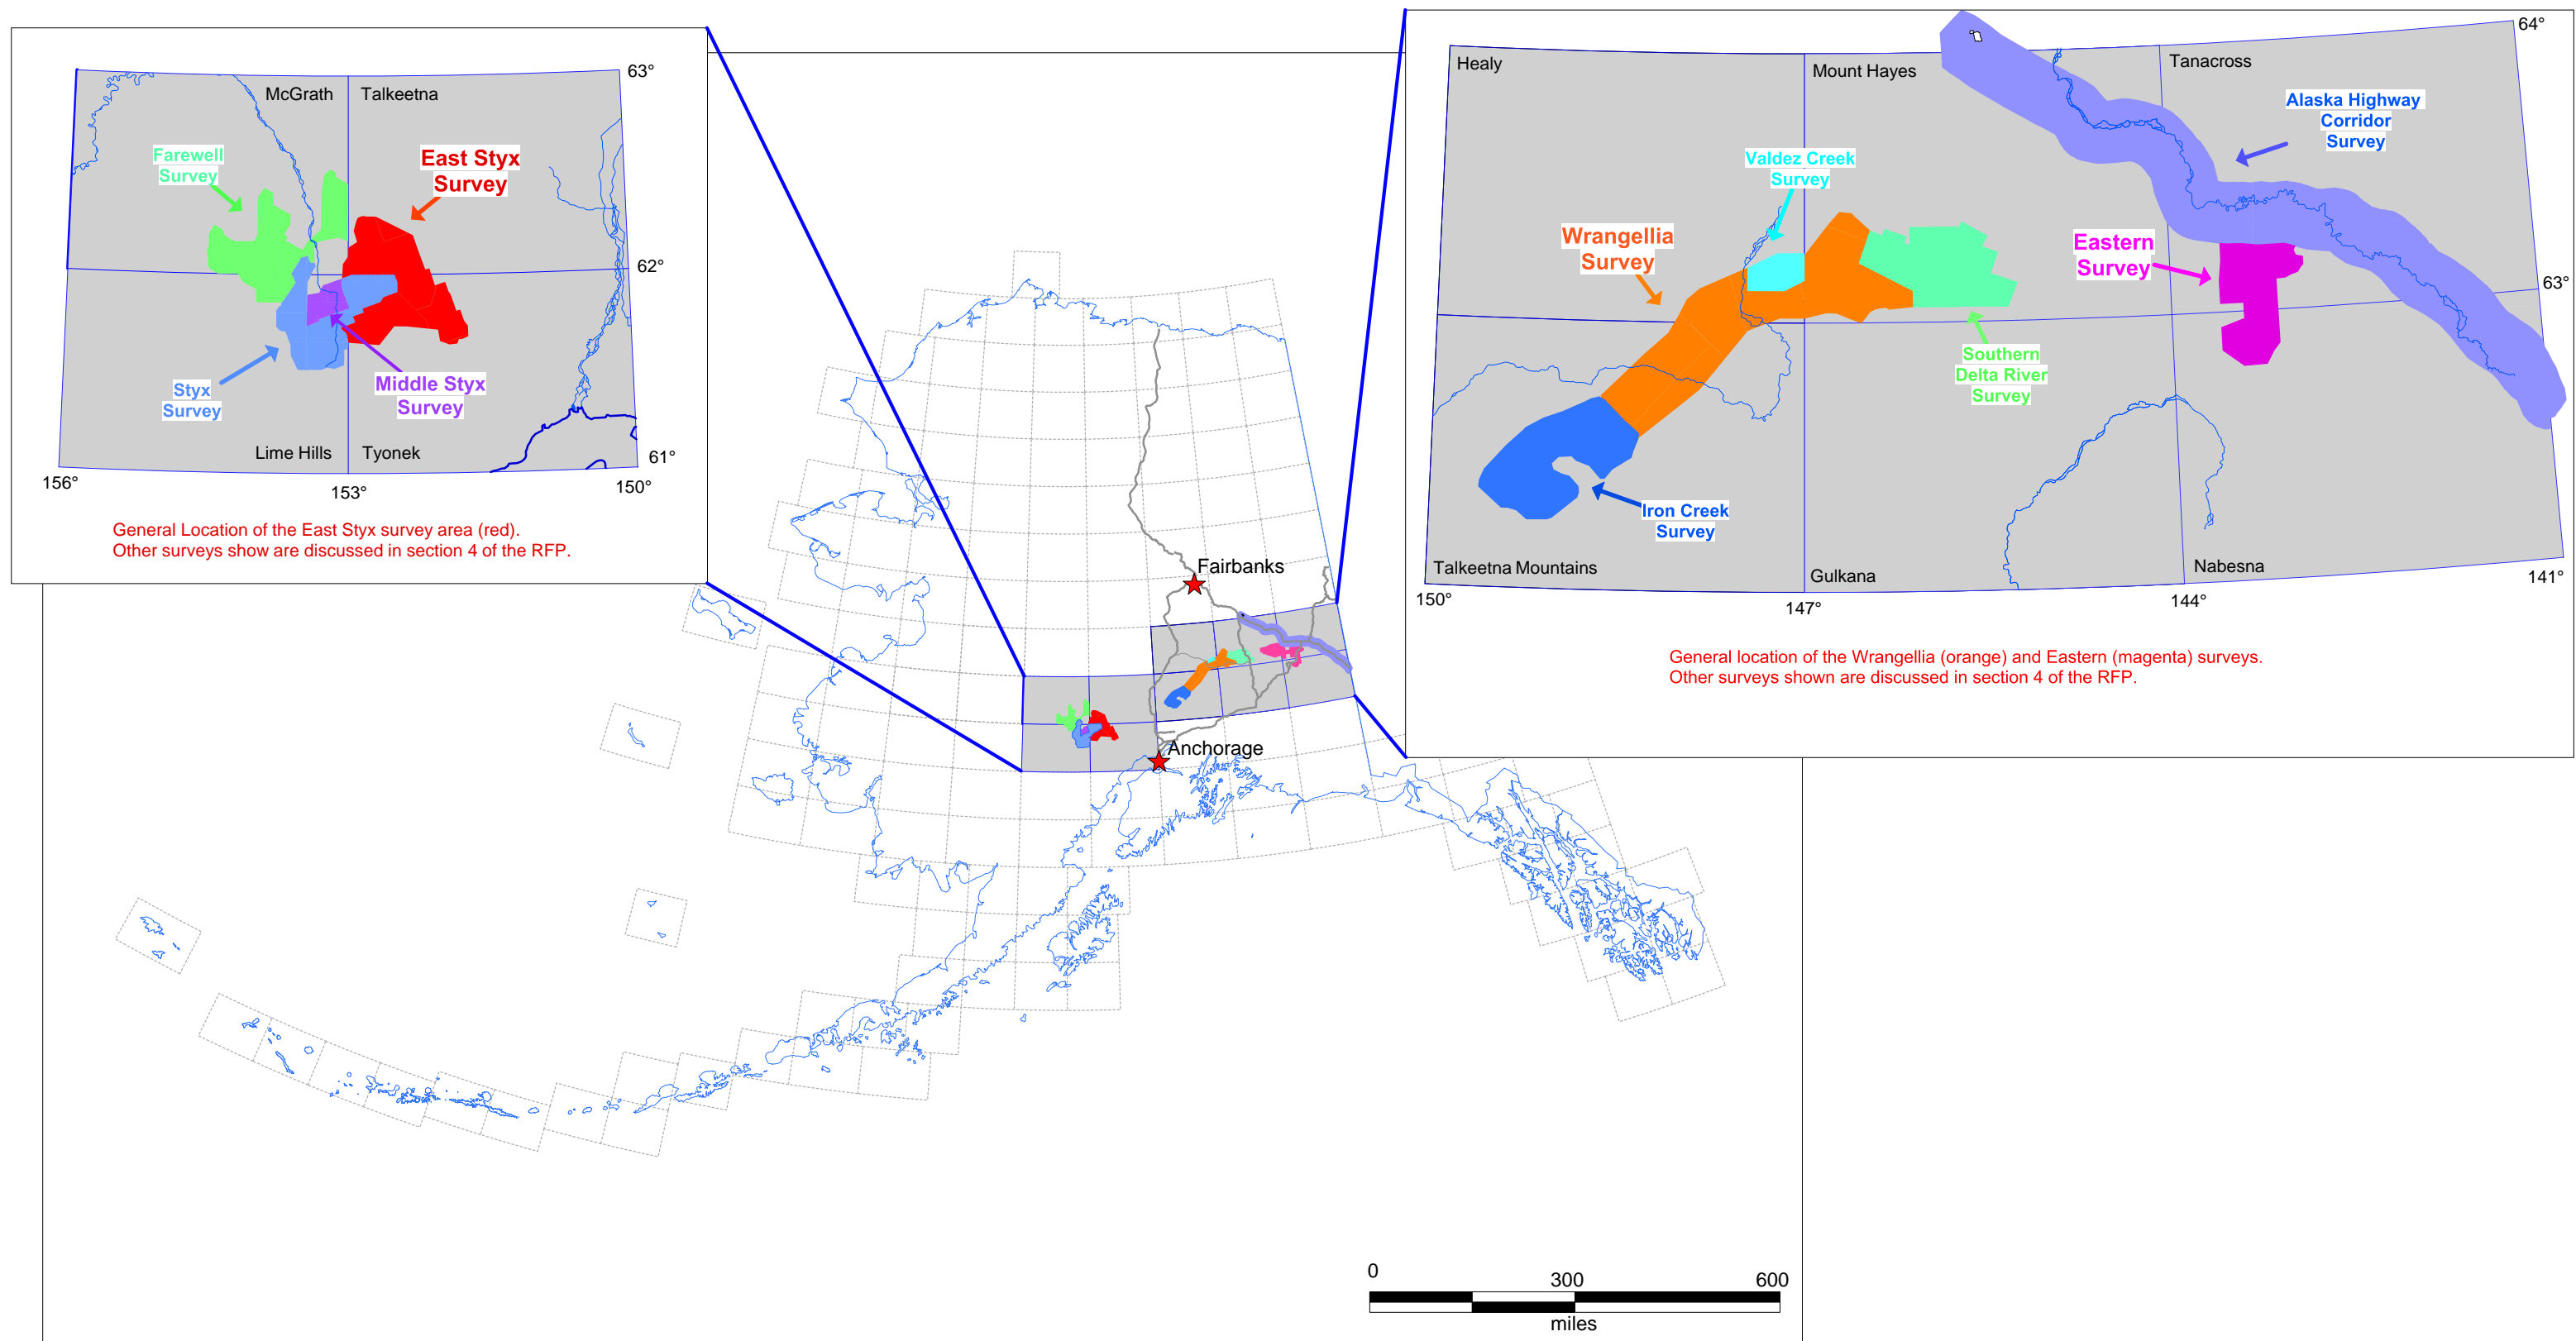 63°
McGrath
Talkeetna
Farewell
Survey
East Styx
Survey
62°
Styx
Survey
Middle Styx
Survey
Lime Hills
Tyonek
61°
156°
153°
150°
General Location of the East Styx survey area (red).
Other surveys show are discussed in section 4 of the RFP.
64°
Healy
Mount Hayes
Tanacross
Alaska Highway
Corridor
Survey
Valdez Creek
Survey
Wrangellia
Survey
Eastern
Survey
63°
Southern
Delta River
Survey
Iron Creek
Survey
Talkeetna Mountains
Gulkana
Nabesna
150°
147°
144°
141°
General location of the Wrangellia (orange) and Eastern (magenta) surveys.
Other surveys shown are discussed in section 4 of the RFP.
Fairbanks
Anchorage
0 300 600
miles